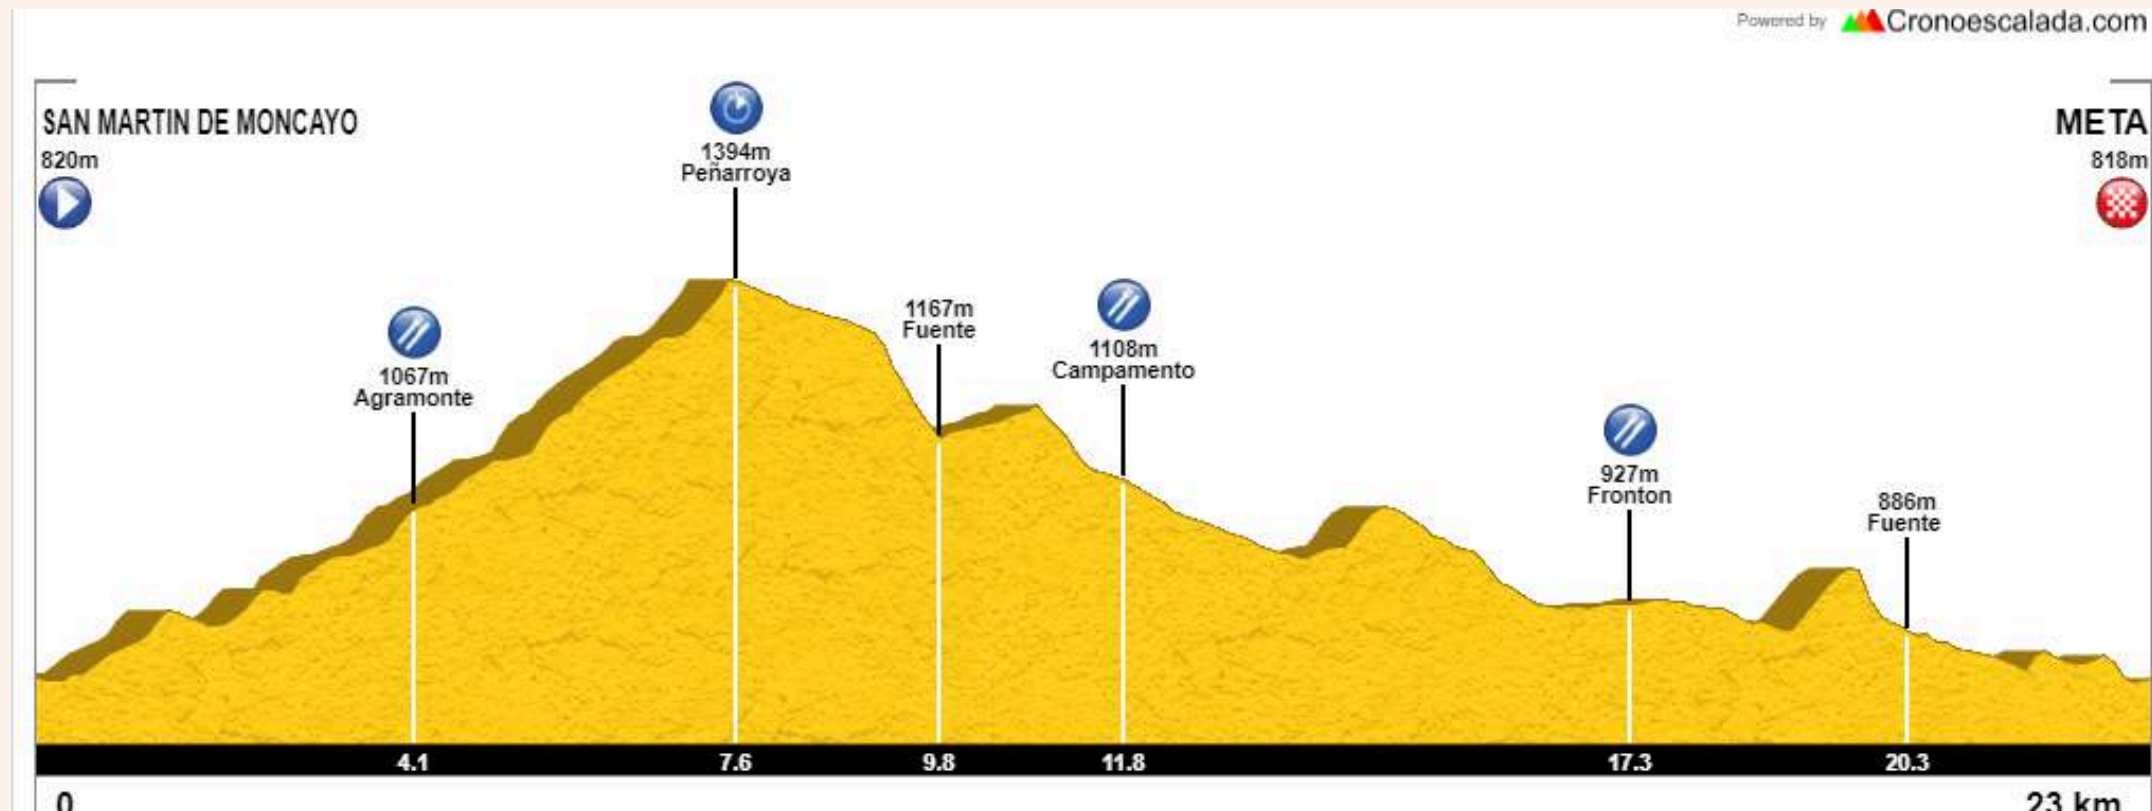 Powered by Cronoescalada.com
SAN MARTIN DE MONCAYO
820m
META
818m
1394m
Peñarroya
1067m
Agramonte
1167m
Fuente
1108m
Campamento
927m
Fronton
886m
Fuente
4.1 7.6 9.8 11.8 17.3 20.3
0 23 km